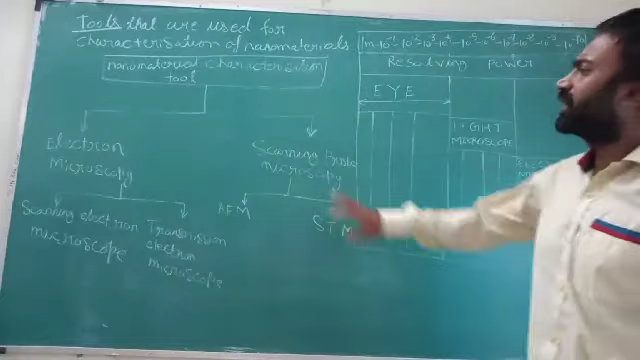 Tools that are used for
characterisation of nanomaterials
nanomaterial characterisation
tool
Electron
microscopy
Scanning Probe
microscopy
Scanning electron
microscope
Transmission
electron
microscope
AFM
STM
Resolving power
EYE
LIGHT
MICROSCOPE